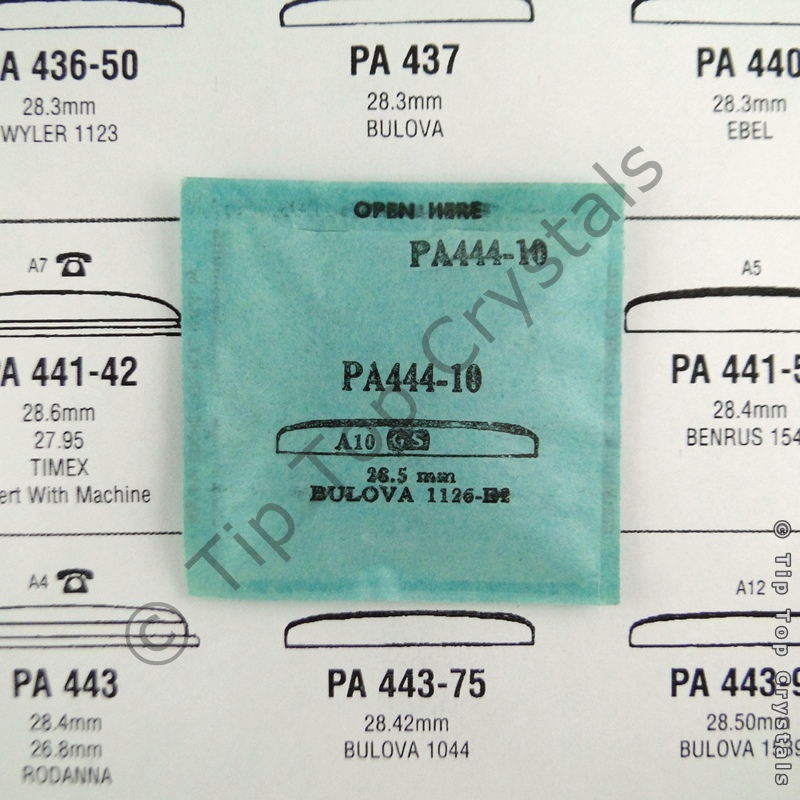 A 436-50
28.3mm
WYLER 1123
PA 437
28.3mm
BULOVA
PA 440
28.3mm
EBEL
OPEN HERE
PA444-10
PA444-10
A10 GS
BULOVA 1126-
A7
A 441-42
28.6mm
27.95
TIMEX
ert With Machine
A5
PA 441-5
28.4mm
BENRUS 154
A4
PA 443
28.4mm
26.8mm
RODANNA
PA 443-75
28.42mm
BULOVA 1044
A12
PA 443-9
28.50mm
BULOVA
© Tip Top Crystals
© Tip Top Crystals